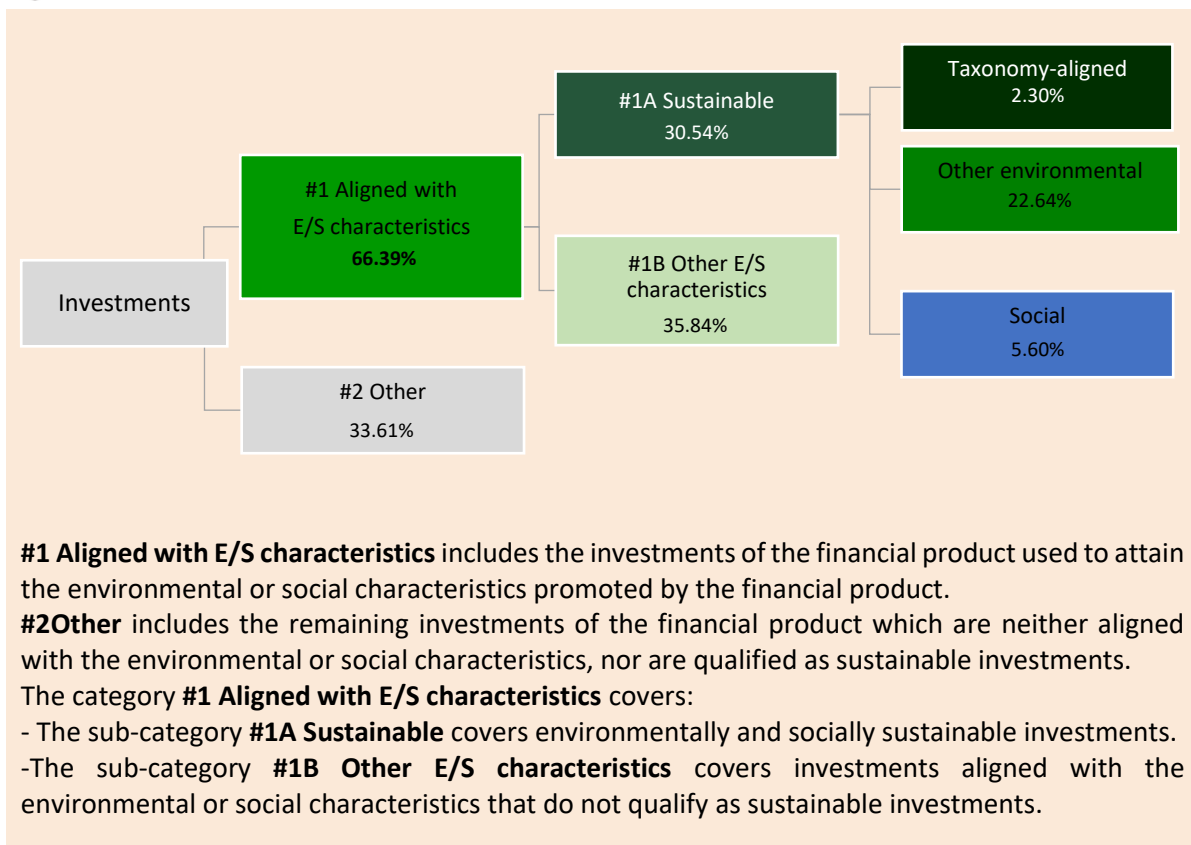 Investments
#1 Aligned with
E/S characteristics
66.39%
#2 Other
33.61%
#1A Sustainable
30.54%
#1B Other E/S
characteristics
35.84%
Taxonomy-aligned
2.30%
Other environmental
22.64%
Social
5.60%
#1 Aligned with E/S characteristics includes the investments of the financial product used to attain
the environmental or social characteristics promoted by the financial product.
#2Other includes the remaining investments of the financial product which are neither aligned
with the environmental or social characteristics, nor are qualified as sustainable investments.
The category #1 Aligned with E/S characteristics covers:
- The sub-category #1A Sustainable covers environmentally and socially sustainable investments.
-The sub-category #1B Other E/S characteristics covers investments aligned with the
environmental or social characteristics that do not qualify as sustainable investments.